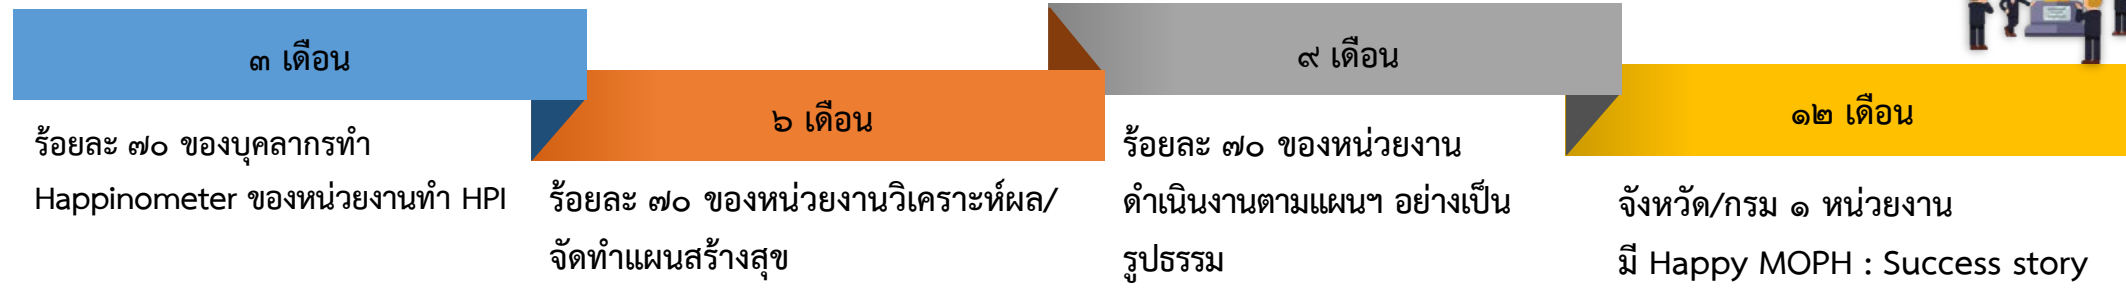 ๓ เดือน
ร้อยละ ๗๐ ของบุคลากรทำ
Happinometer ของหน่วยงานทำ HPI
๖ เดือน
ร้อยละ ๗๐ ของหน่วยงานวิเคราะห์ผล/
จัดทำแผนสร้างสุข
๙ เดือน
ร้อยละ ๗๐ ของหน่วยงาน
ดำเนินงานตามแผนฯ อย่างเป็น
รูปธรรม
๑๒ เดือน
จังหวัด/กรม ๑ หน่วยงาน
มี Happy MOPH : Success story